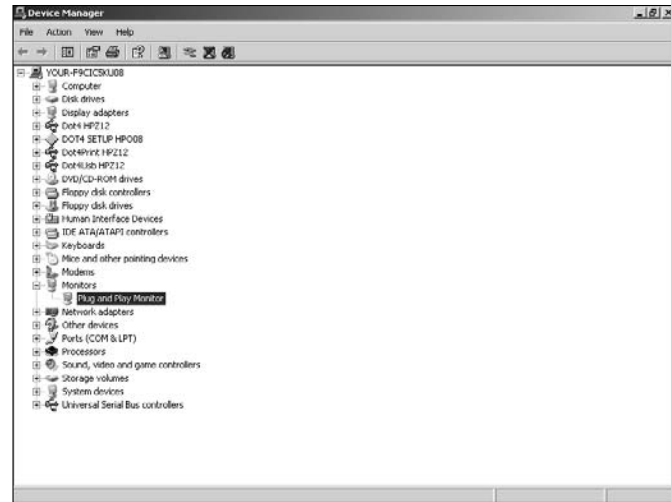 Device Manager
File Action View Help
YOUR-F9CIC5KU08
Computer
Disk drives
Display adapters
Dot4 HPZ12
DOT4 SETUP HPO08
Dot4Print HPZ12
Dot4Usb HPZ12
DVD/CD-ROM drives
Floppy disk controllers
Floppy disk drives
Human Interface Devices
IDE ATA/ATAPI controllers
Keyboards
Mice and other pointing devices
Modems
Monitors
Plug and Play Monitor
Network adapters
Other devices
Ports (COM & LPT)
Processors
Sound, video and game controllers
Storage volumes
System devices
Universal Serial Bus controllers